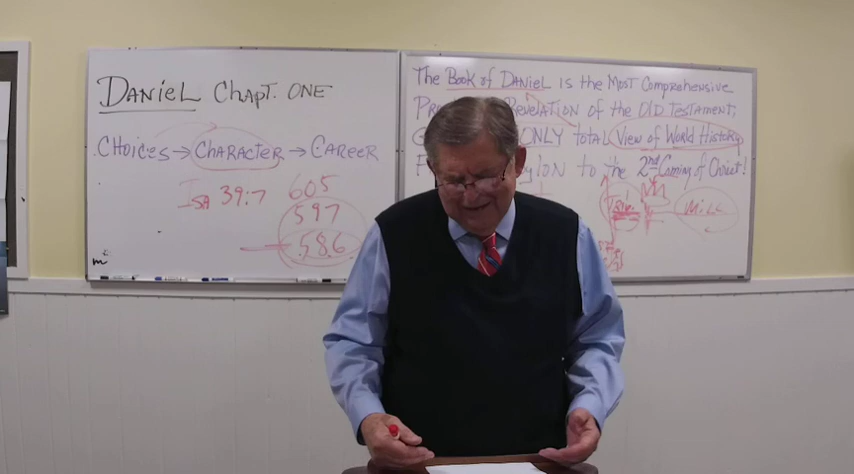 DANIEL Chapt. ONE
CHOICES → CHARACTER → CAREER
Isa 39:7
605
597
586
m
The Book of DANIEL is the Most Comprehensive
REVELATION of the OLD TESTAMENT;
ONLY TOTAL View of World History
to the 2nd Coming of Christ!
Trib.
Mill